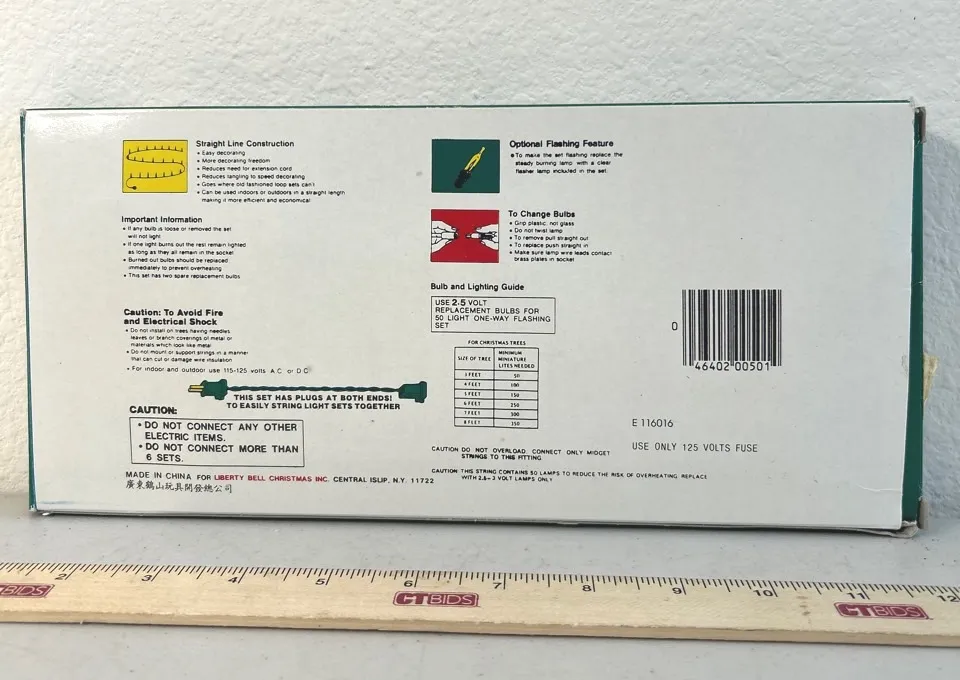 Straight Line Construction
• Easy decorating
• More decorating freedom
• Reduces need for extension cord
• Reduces tangling to speed decorating
• Goes where old fashioned loop sets can't
• Can be used indoors or outdoors in a straight length
making it more efficient and economical
Important Information
• If any bulb is loose or removed the set
will not light
• If one light burns out the rest remain lighted
as long as they all remain in the socket
• Burned out bulbs should be replaced
immediately to prevent overheating
• This set has two spare replacement bulbs
Caution: To Avoid Fire
and Electrical Shock
• Do not install on trees having needles
leaves or branch coverings of metal or
materials which look like metal
• Do not mount or support strings in a manner
that can cut or damage wire insulation
• For indoor and outdoor use 115-125 volts A.C. or D.C.
THIS SET HAS PLUGS AT BOTH ENDS!
TO EASILY STRING LIGHT SETS TOGETHER
CAUTION:
• DO NOT CONNECT ANY OTHER
ELECTRIC ITEMS.
• DO NOT CONNECT MORE THAN
6 SETS.
MADE IN CHINA FOR LIBERTY BELL CHRISTMAS INC. CENTRAL ISLIP, N.Y. 11722
廣東鶴山玩具開發總公司
Optional Flashing Feature
• To make the set flashing replace the
steady burning lamp with a clear
flasher lamp included in the set
To Change Bulbs
• Grip plastic, not glass
• Do not twist lamp
• To remove pull straight out
• To replace push straight in
• Make sure lamp wire leads contact
brass plates in socket
Bulb and Lighting Guide
USE 2.5 VOLT
REPLACEMENT BULBS FOR
50 LIGHT ONE-WAY FLASHING
SET
FOR CHRISTMAS TREES
SIZE OF TREE MINIMUM MINIATURE LITES NEEDED
3 FEET 50
4 FEET 100
5 FEET 150
6 FEET 250
7 FEET 300
8 FEET 350
CAUTION DO NOT OVERLOAD. CONNECT ONLY MIDGET
STRINGS TO THIS FITTING.
CAUTION: THIS STRING CONTAINS 50 LAMPS TO REDUCE THE RISK OF OVERHEATING. REPLACE
WITH 2.5- 3 VOLT LAMPS ONLY
0 46402 00501
E 116016
USE ONLY 125 VOLTS FUSE
2 3 4 5 6 7 8 9 10 11 12
CTBIDS CTBIDS